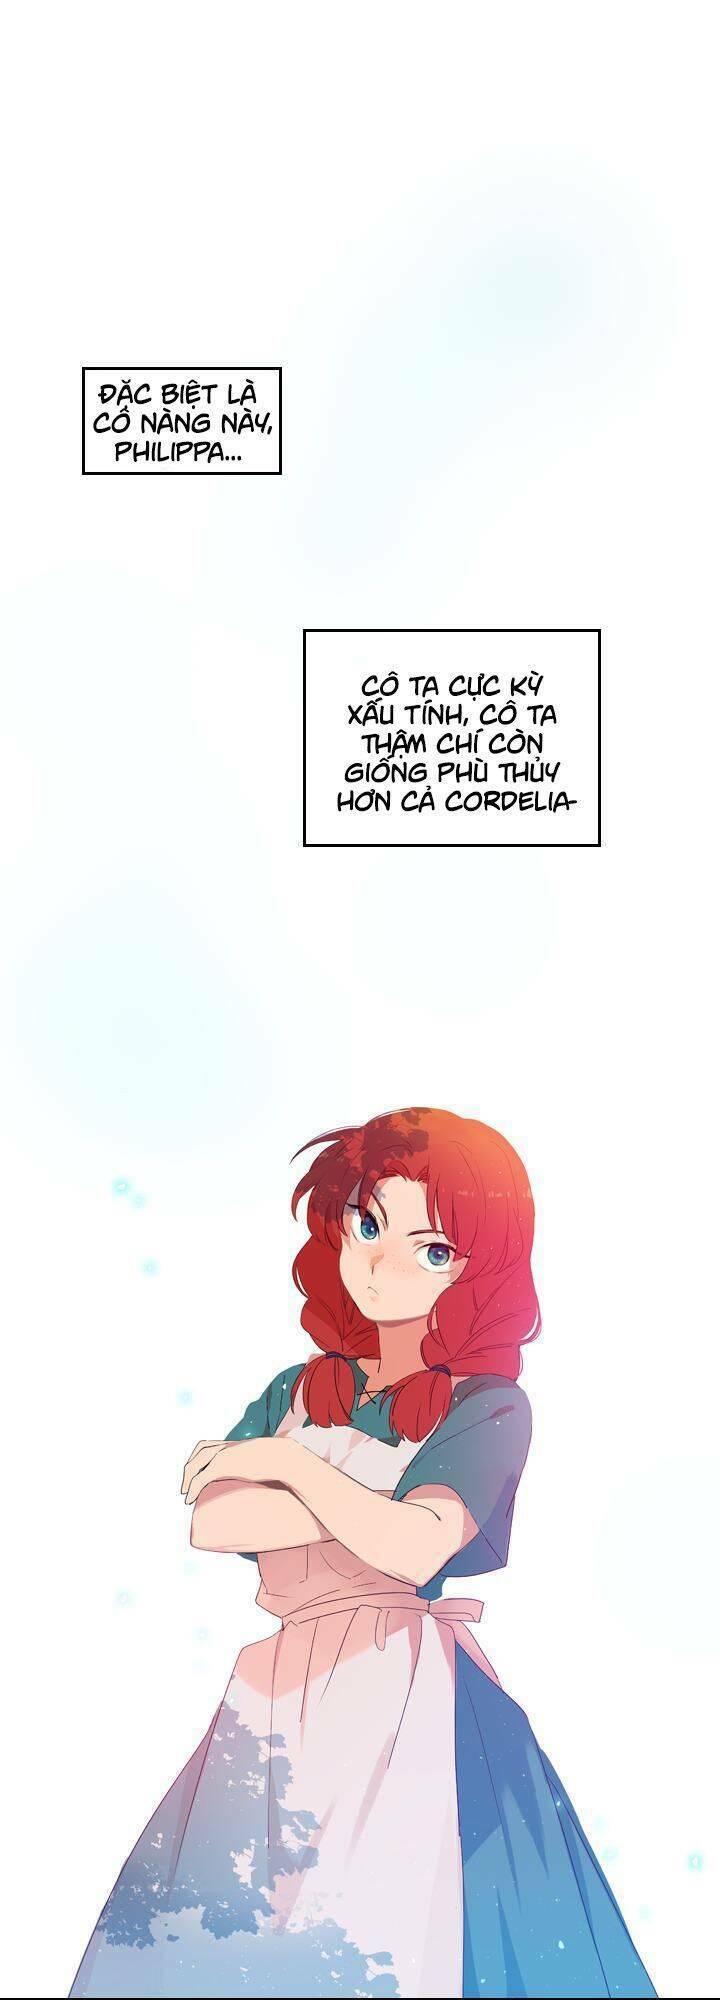 ĐẶC BIỆT LÀ
CÔ NÀNG NÀY,
PHILIPPA...
CÔ TA CỰC KỲ
XẤU TÍNH, CÔ TA
THẬM CHÍ CÒN
GIỐNG PHÙ THỦY
HƠN CẢ CORDELIA-